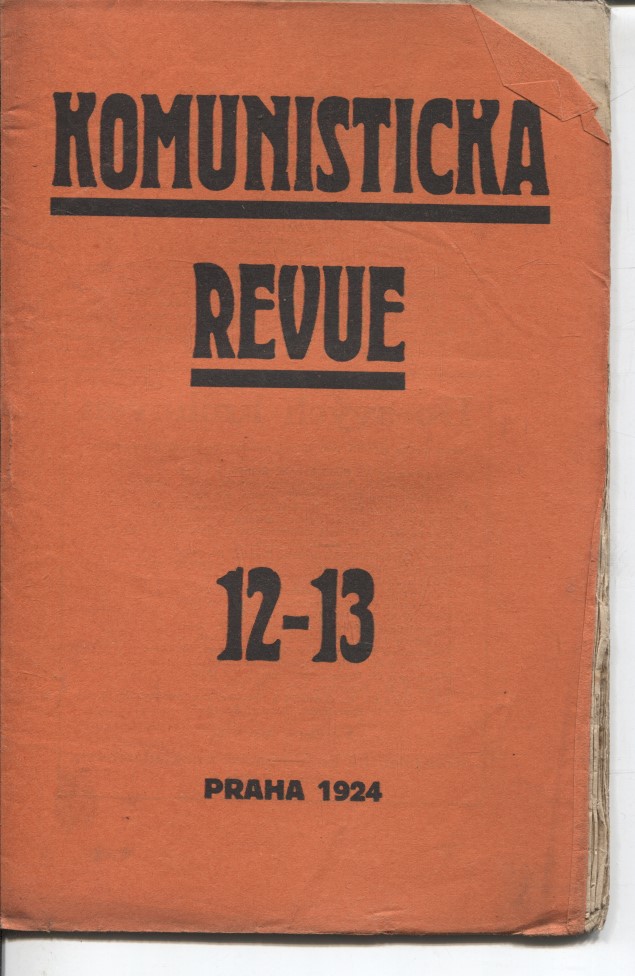 KOMUNISTICKA
REVUE
12-13
PRAHA 1924